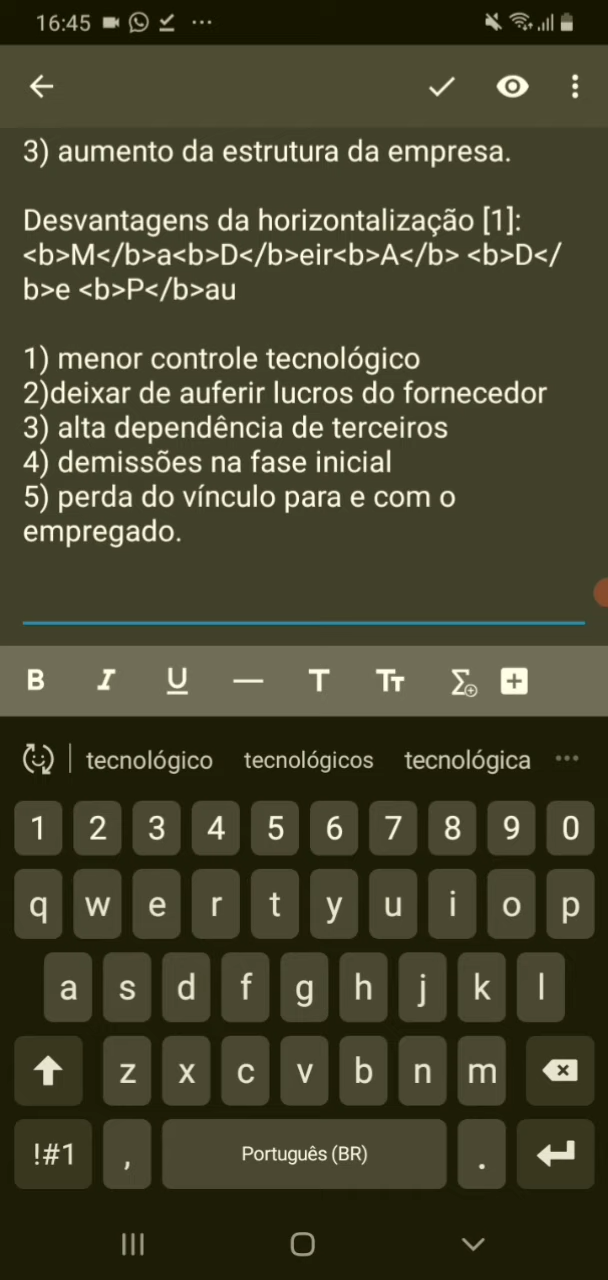 16:45
3) aumento da estrutura da empresa.
Desvantagens da horizontalização [1]:
<b>M</b>a<b>D</b>eir<b>A</b> <b>D</
b>e <b>P</b>au
1) menor controle tecnológico
2)deixar de auferir lucros do fornecedor
3) alta dependência de terceiros
4) demissões na fase inicial
5) perda do vínculo para e com o
empregado.
B I U — T TT Σ
tecnológico tecnológicos tecnológica
1 2 3 4 5 6 7 8 9 0
q w e r t y u i o p
a s d f g h j k l
z x c v b n m
!#1 , Português (BR) .